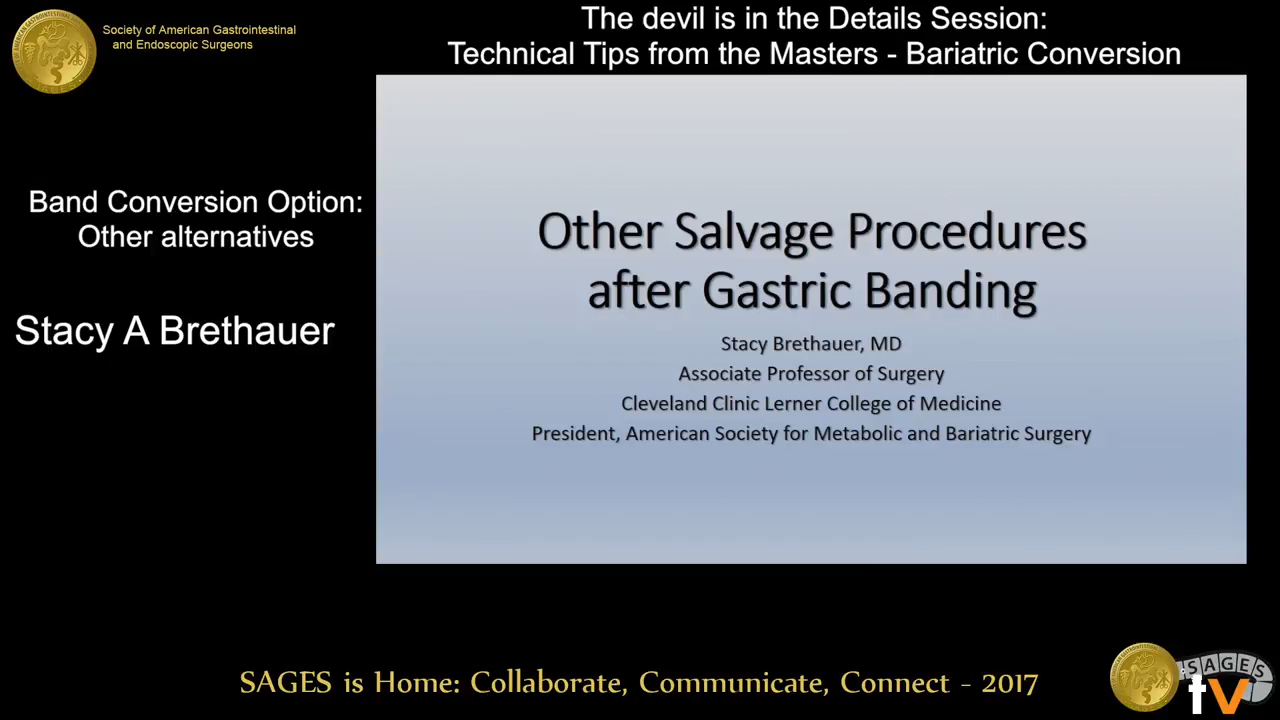 Society of American Gastrointestinal
and Endoscopic Surgeons
The devil is in the Details Session:
Technical Tips from the Masters - Bariatric Conversion
Band Conversion Option:
Other alternatives
Stacy A Brethauer
Other Salvage Procedures
after Gastric Banding
Stacy Brethauer, MD
Associate Professor of Surgery
Cleveland Clinic Lerner College of Medicine
President, American Society for Metabolic and Bariatric Surgery
SAGES is Home: Collaborate, Communicate, Connect - 2017
SAGES
tv